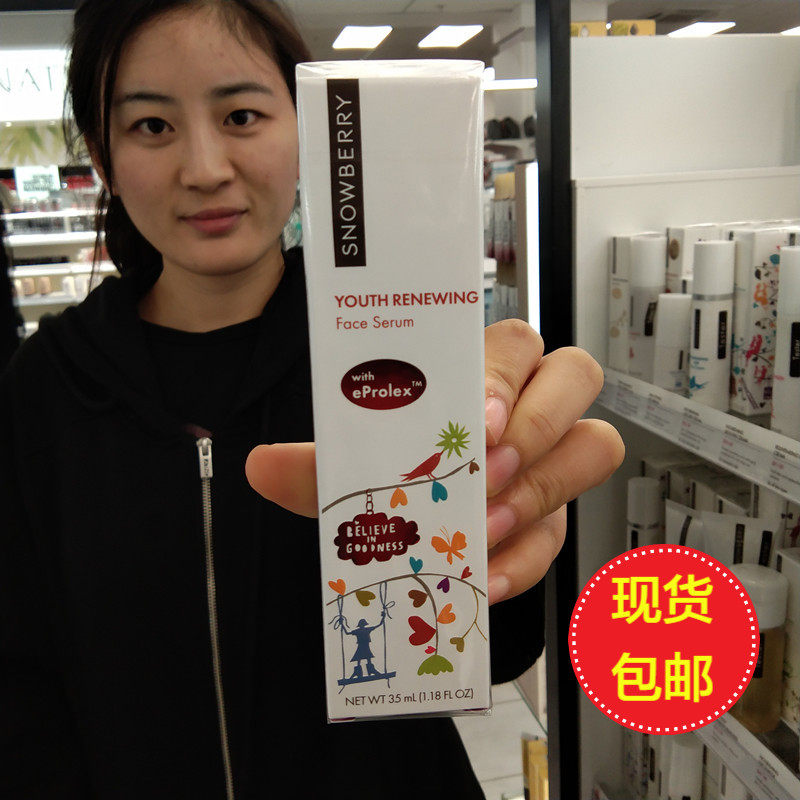 SNOWBERRY
YOUTH RENEWING
Face Serum
with
eProlex™
BELIEVE
IN
GOODNESS
NET WT 35 mL (1.18 FL OZ)
现货
包邮
Tester